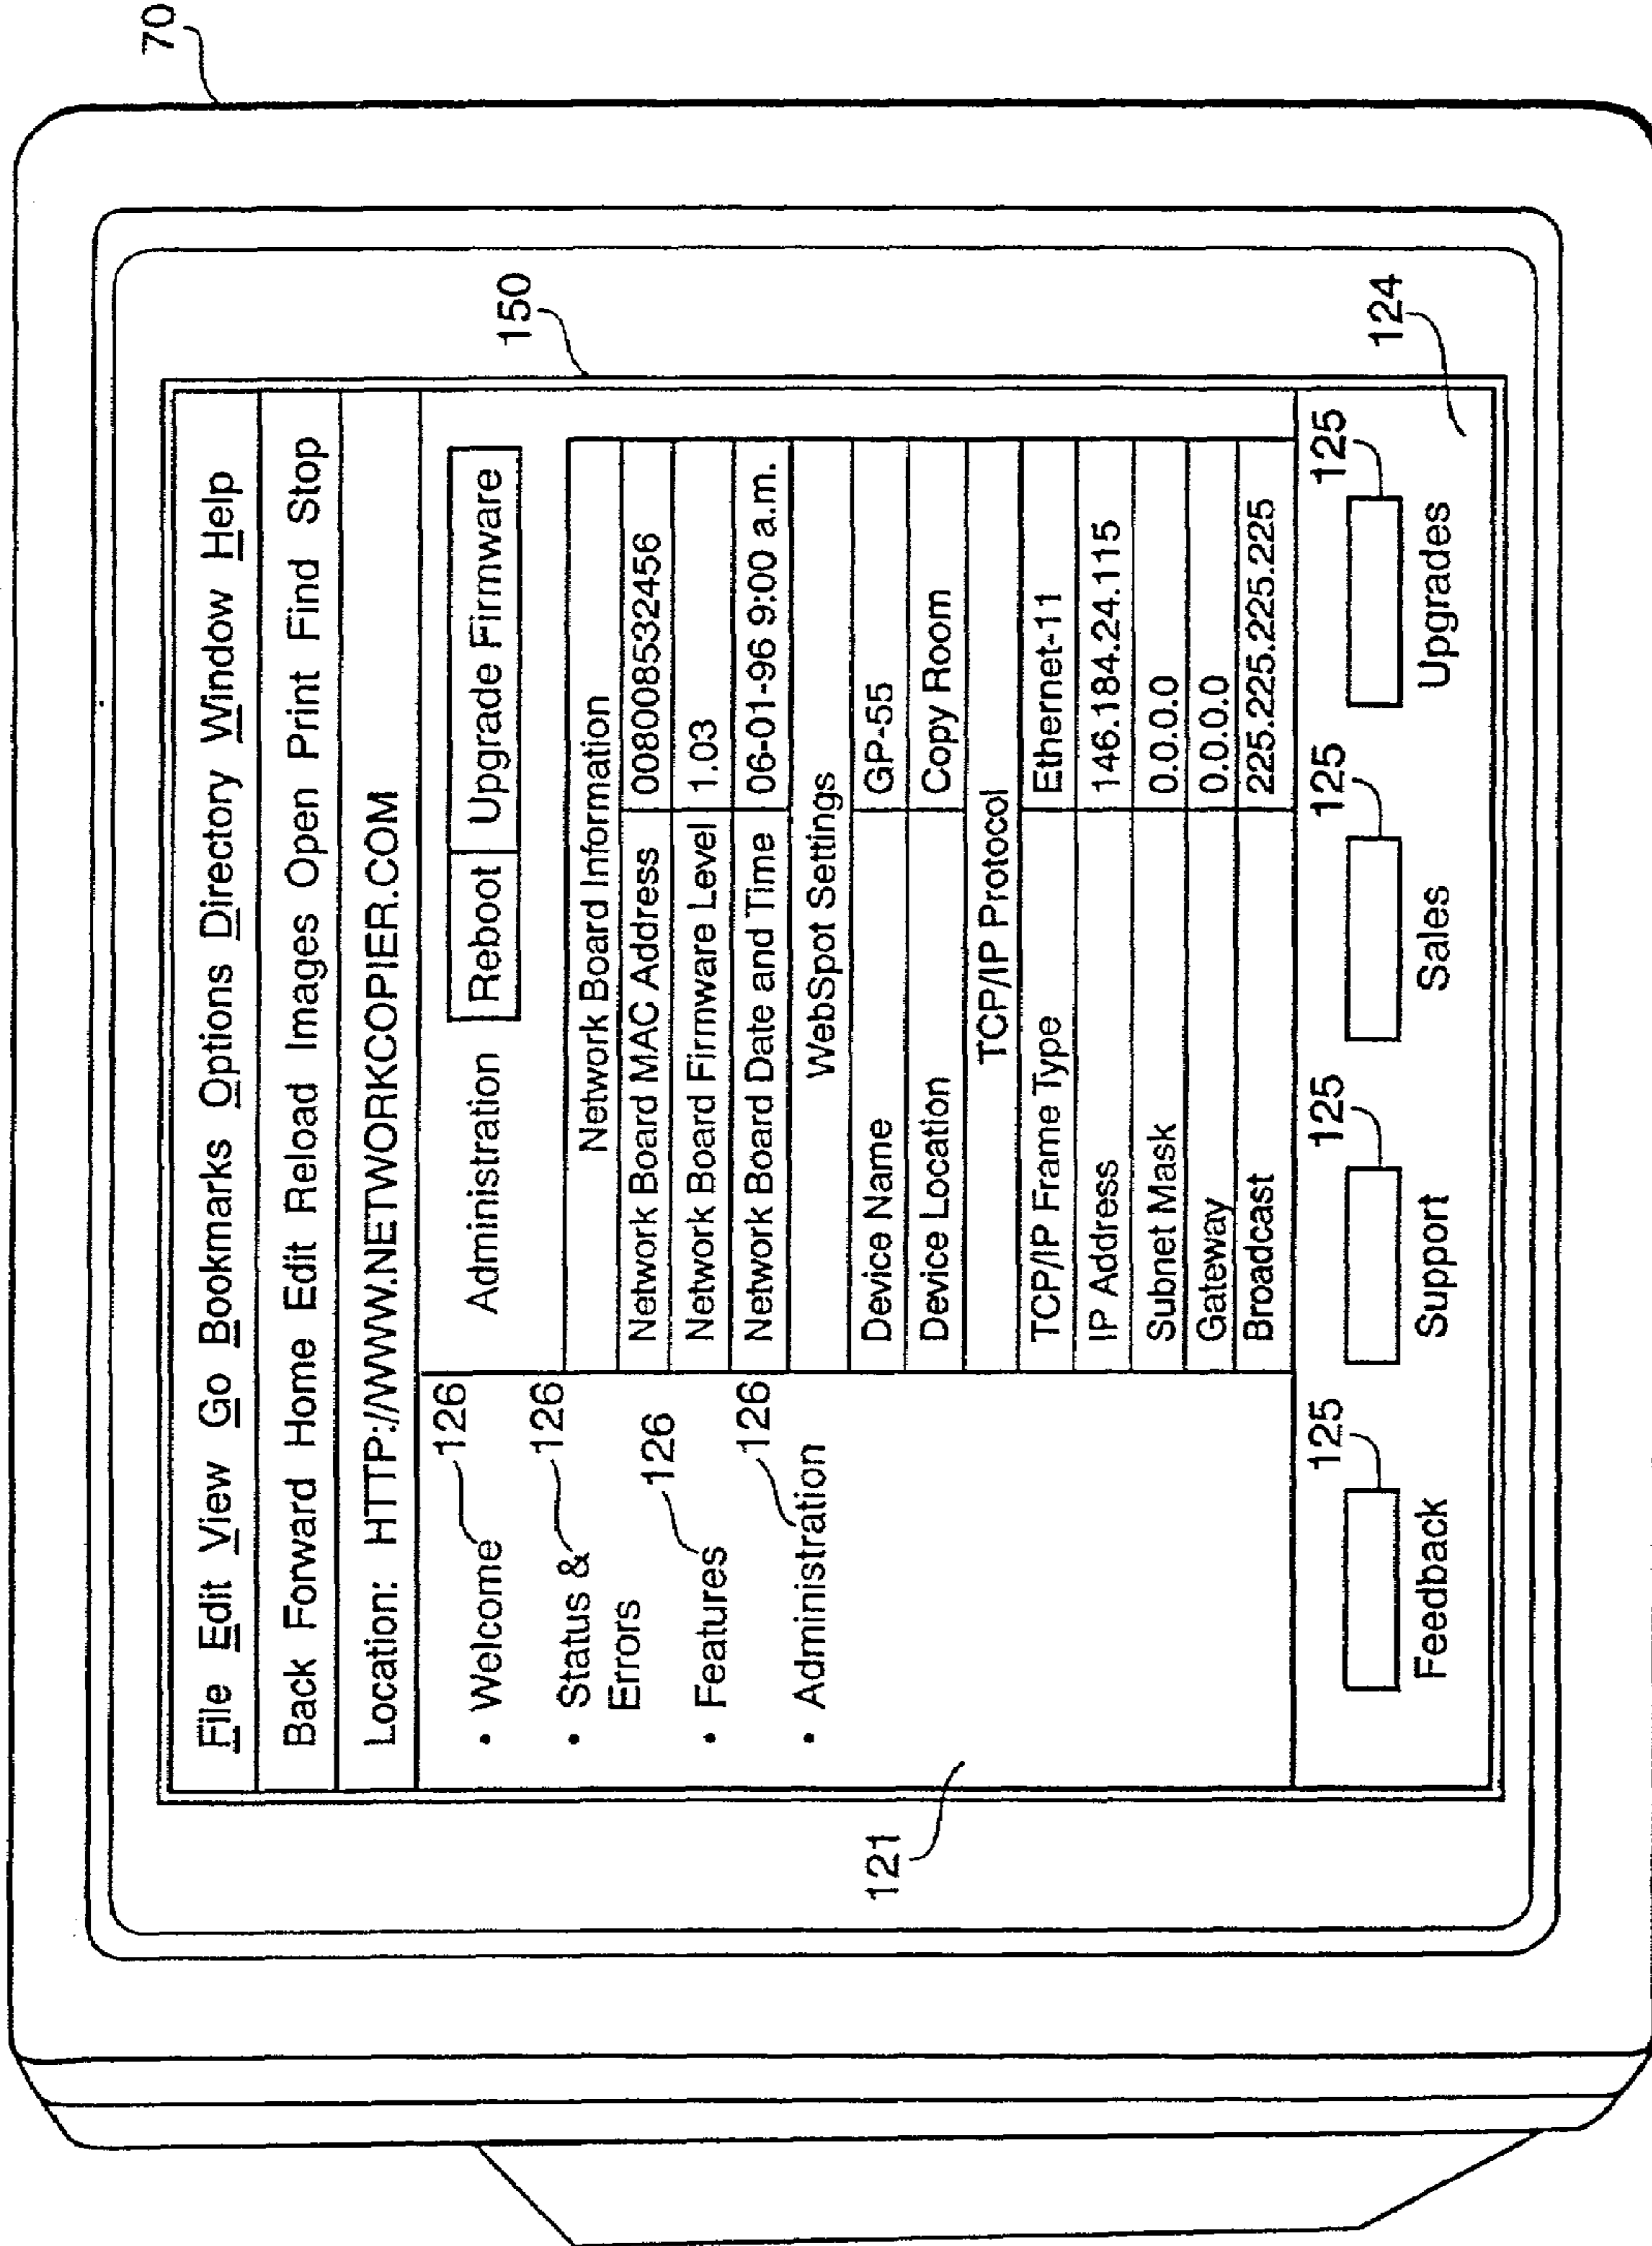 70
150
File Edit View Go Bookmarks Options Directory Window Help
Back Forward Home Edit Reload Images Open Print Find Stop
Location: HTTP://WWW.NETWORKCOPIER.COM
• Welcome 126
• Status & Errors 126
• Features 126
• Administration 126
121
Administration Reboot Upgrade Firmware
Network Board Information
Network Board MAC Address 008008532456
Network Board Firmware Level 1.03
Network Board Date and Time 06-01-96 9:00 a.m.
WebSpot Settings
Device Name GP-55
Device Location Copy Room
TCP/IP Protocol
TCP/IP Frame Type Ethernet-11
IP Address 146.184.24.115
Subnet Mask 0.0.0.0
Gateway 0.0.0.0
Broadcast 225.225.225.225
125 125 125 125
124
Feedback Support Sales Upgrades